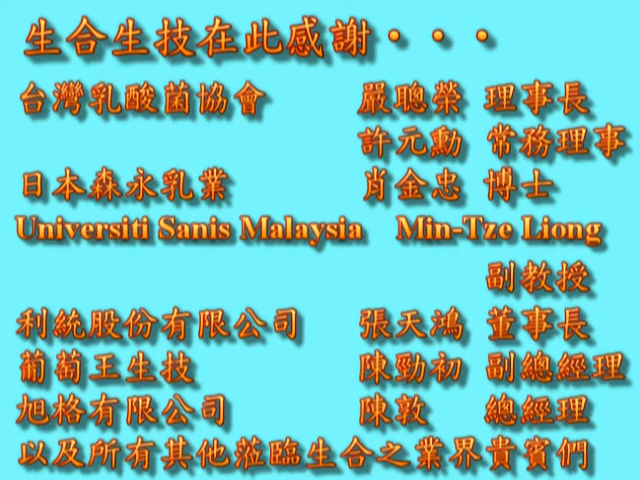 生合生技在此感謝・・・
台灣乳酸菌協會 嚴聰榮 理事長
許元勳 常務理事
日本森永乳業 肖金忠 博士
Universiti Sanis Malaysia Min-Tze Liong
副教授
利統股份有限公司 張天鴻 董事長
葡萄王生技 陳勁初 副總經理
旭格有限公司 陳敦 總經理
以及所有其他蒞臨生合之業界貴賓們